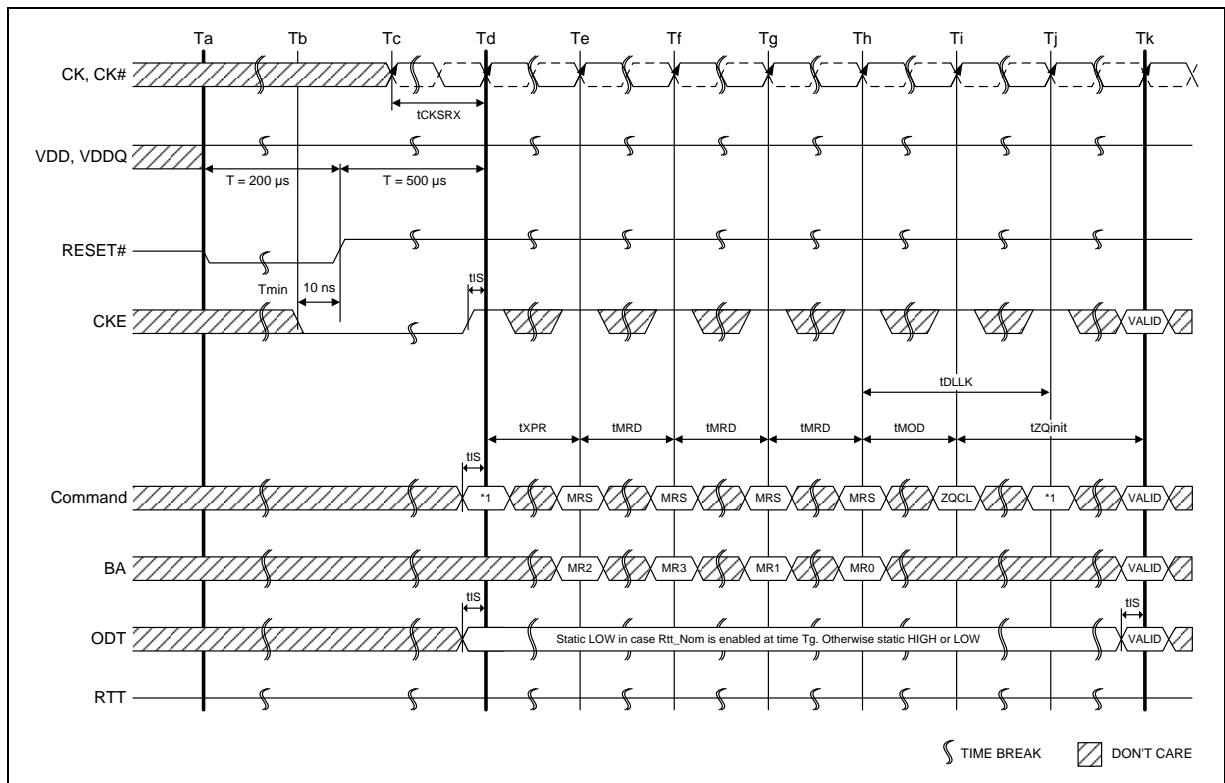 Ta Tb Tc Td Te Tf Tg Th Ti Tj Tk
CK, CK#
tCKSRX
VDD, VDDQ
T = 200 µs T = 500 µs
RESET#
Tmin 10 ns tIS
CKE VALID
tDLLK
tXPR tMRD tMRD tMRD tMOD tZQinit
tIS
Command *1 MRS MRS MRS MRS ZQCL *1 VALID
BA MR2 MR3 MR1 MR0 VALID
tIS tIS
ODT Static LOW in case Rtt_Nom is enabled at time Tg. Otherwise static HIGH or LOW VALID
RTT
TIME BREAK DON'T CARE